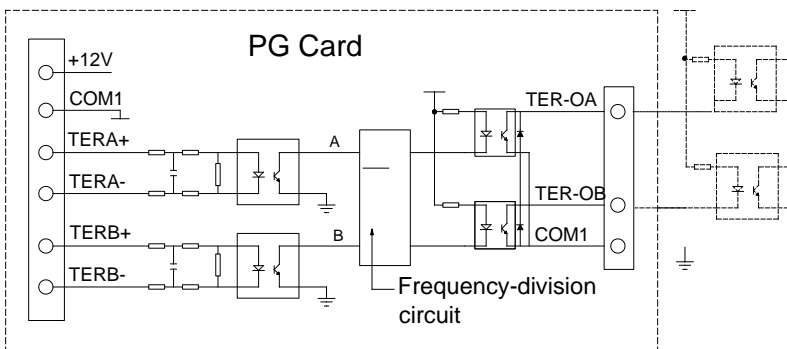 PG Card
+12V
COM1
TERA+
TERA-
TERB+
TERB-
A
B
TER-OA
TER-OB
COM1
Frequency-division
circuit